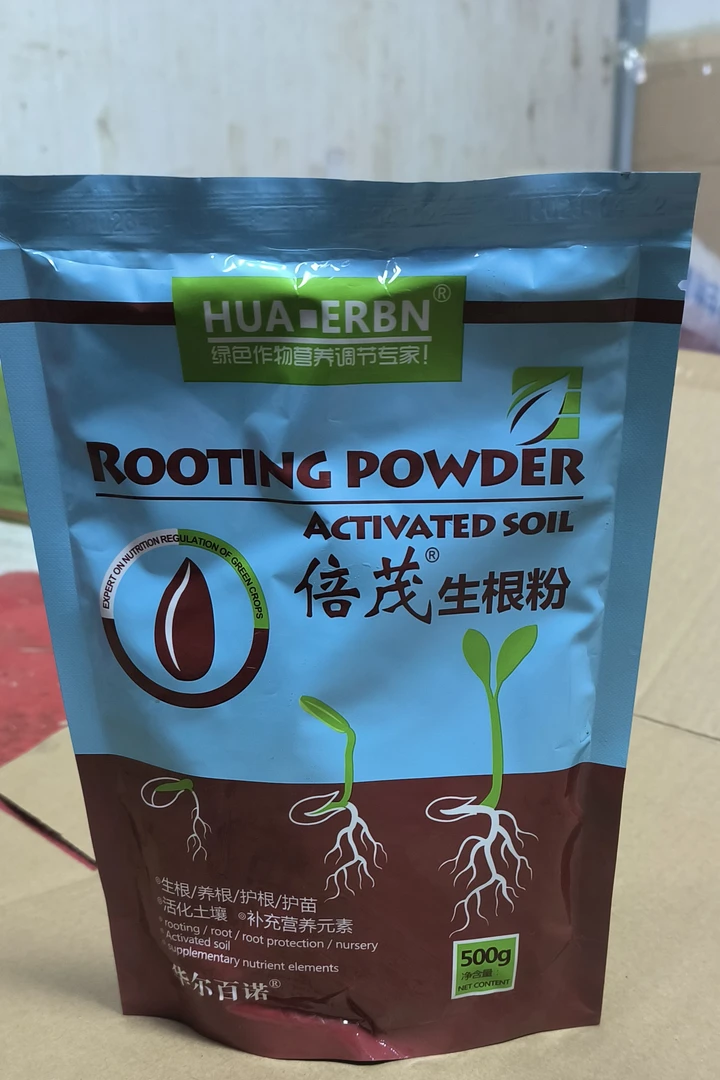 HUA▪ERBN®
绿色作物营养调节专家!
ROOTING POWDER
ACTIVATED SOIL
倍茂®生根粉
EXPERT ON NUTRITION REGULATION OF GREEN CROPS
生根/养根/护根/护苗
活化土壤 补充营养元素
rooting / root / root protection / nursery
Activated soil
supplementary nutrient elements
华尔百诺®
500g
净含量
NET CONTENT